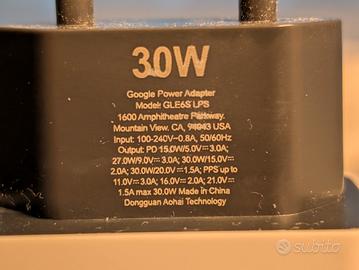 30W
Google Power Adapter
Model: GLE6S LPS
1600 Amphitheatre Parkway.
Mountain View, CA, 94043 USA
Input: 100-240V~0.8A, 50/60Hz
Output: PD 15.0W/5.0V⎓3.0A;
27.0W/9.0V⎓3.0A; 30.0W/15.0V⎓
2.0A; 30.0W/20.0V⎓1.5A; PPS up to
11.0V⎓3.0A; 16.0V⎓2.0A; 21.0V⎓
1.5A max 30.0W Made in China
Dongguan Aohai Technology
subito